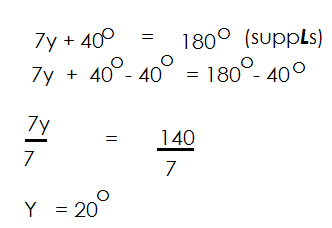 7y + 40° = 180° (suppLs)
7y + 40° - 40° = 180° - 40°
7y = 140
7 7
Y = 20°